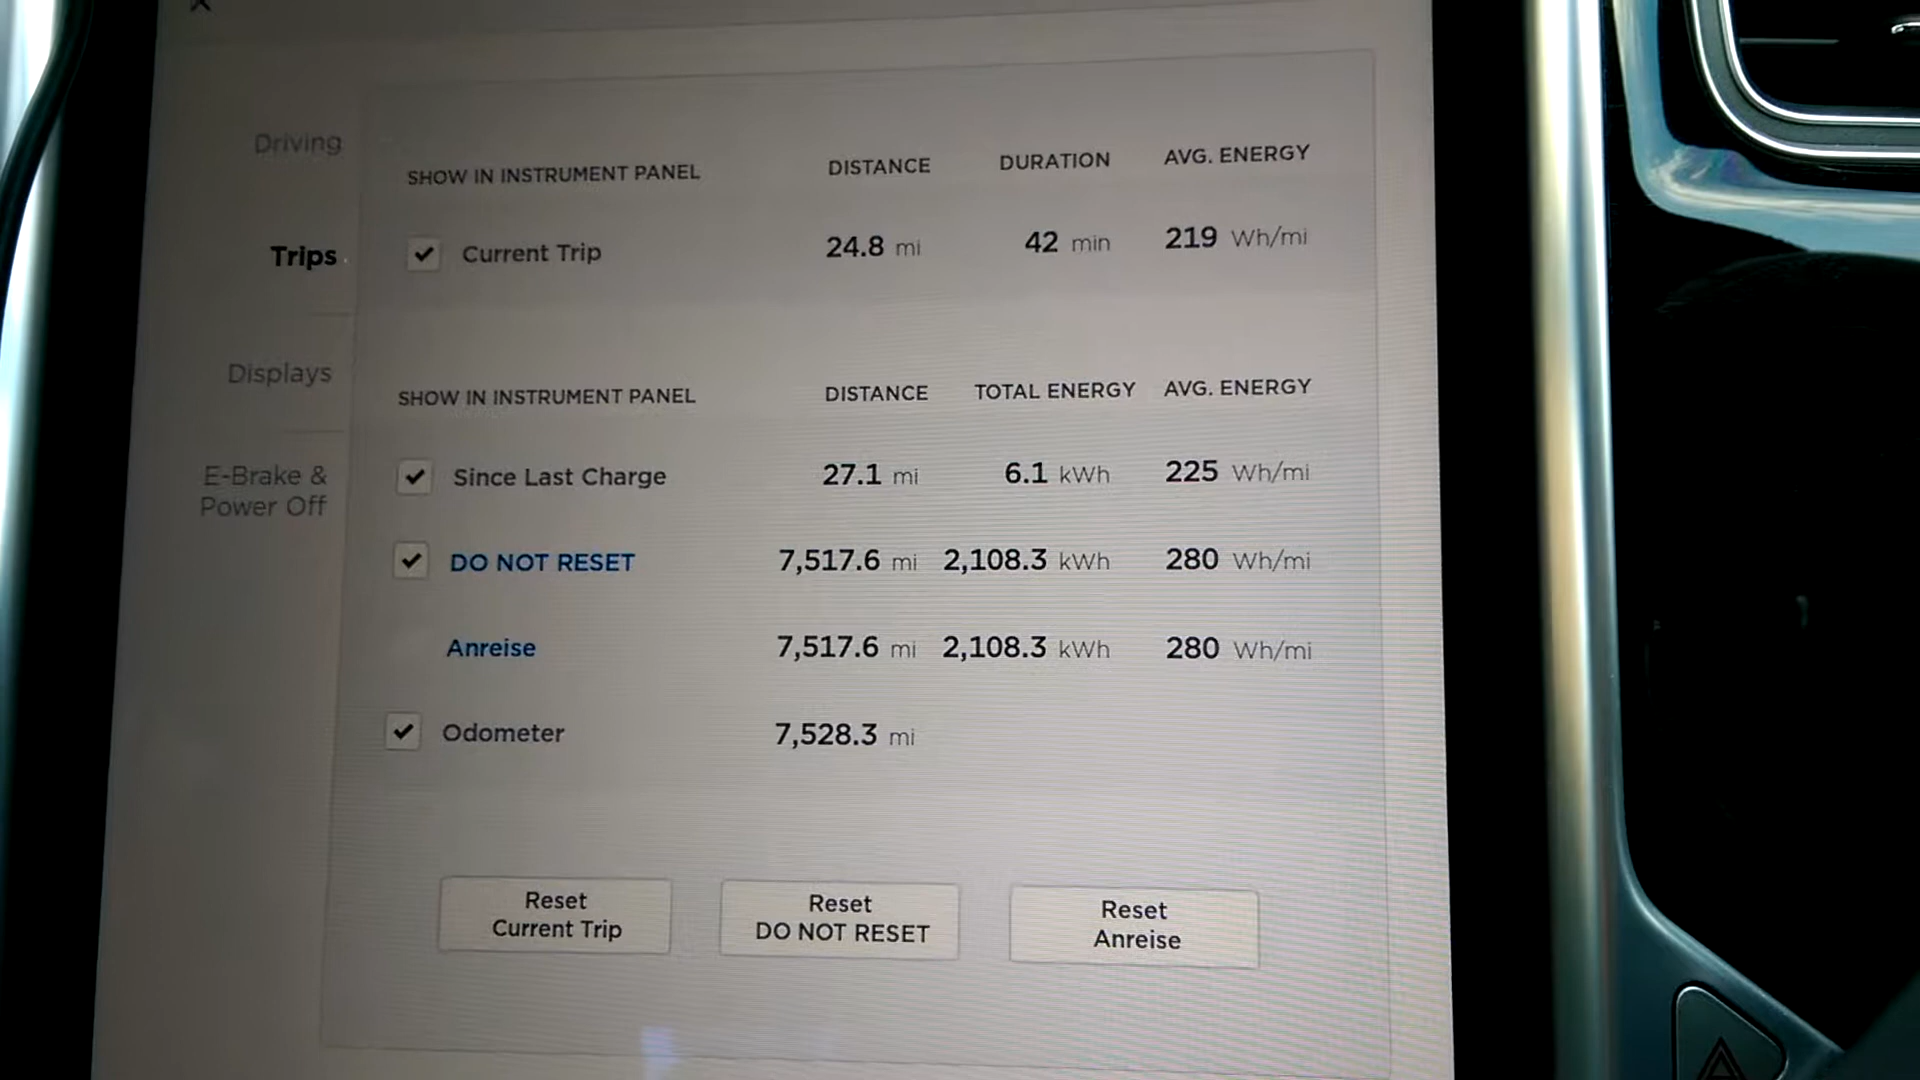 Driving
Trips
Displays
E-Brake &
Power Off
SHOW IN INSTRUMENT PANEL DISTANCE DURATION AVG. ENERGY
Current Trip 24.8 mi 42 min 219 Wh/mi
SHOW IN INSTRUMENT PANEL DISTANCE TOTAL ENERGY AVG. ENERGY
Since Last Charge 27.1 mi 6.1 kWh 225 Wh/mi
DO NOT RESET 7,517.6 mi 2,108.3 kWh 280 Wh/mi
Anreise 7,517.6 mi 2,108.3 kWh 280 Wh/mi
Odometer 7,528.3 mi
Reset
Current Trip
Reset
DO NOT RESET
Reset
Anreise